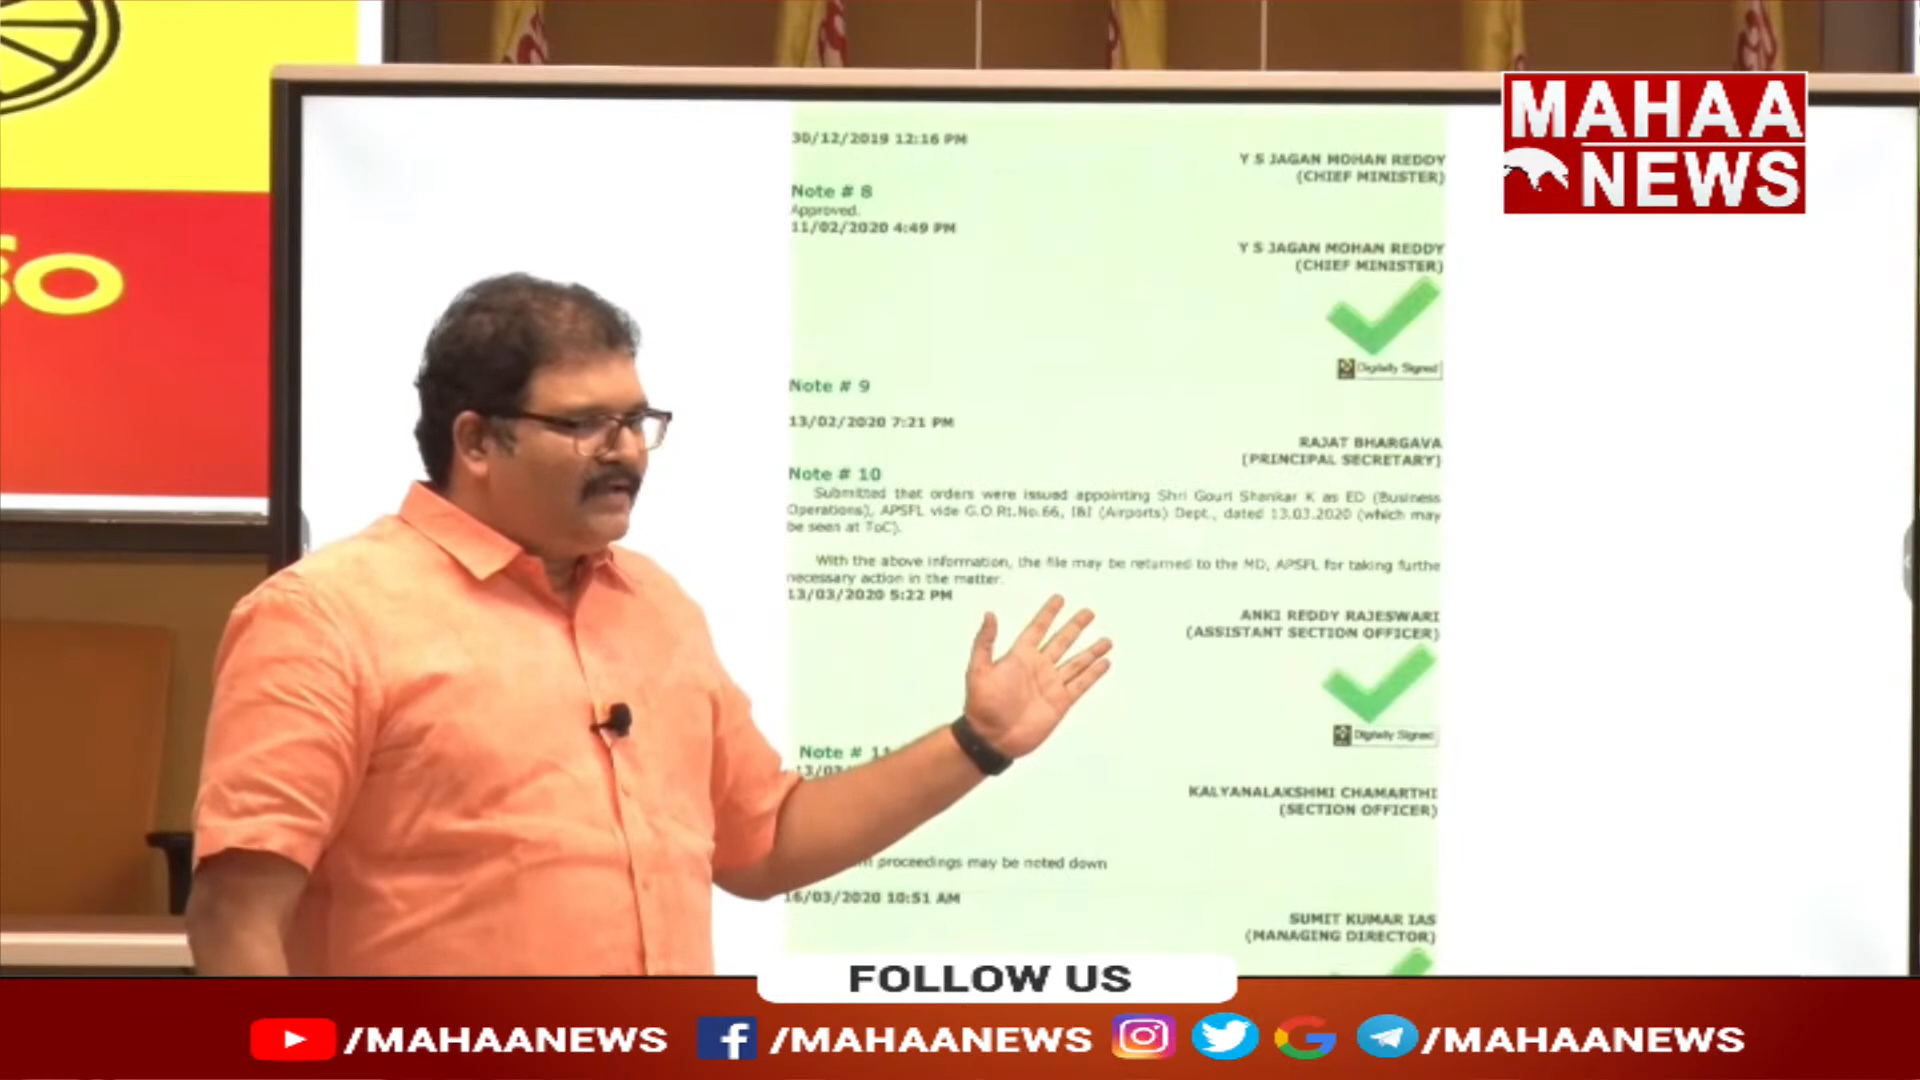 MAHAA
NEWS
30/12/2019 12:16 PM
Y S JAGAN MOHAN REDDY
(CHIEF MINISTER)
Note # 8
Approved.
11/02/2020 4:49 PM
Y S JAGAN MOHAN REDDY
(CHIEF MINISTER)
Digitally Signed
Note # 9
13/02/2020 7:21 PM
RAJAT BHARGAVA
(PRINCIPAL SECRETARY)
Note # 10
Submitted that orders were issued appointing Shri Gouri Shankar K as ED (Business
Operations), APSFL vide G.O.Rt.No.66, I&I (Airports) Dept., dated 13.03.2020 (which may
be seen at ToC).
With the above information, the file may be returned to the MD, APSFL for taking furthe
necessary action in the matter.
13/03/2020 5:22 PM
ANKI REDDY RAJESWARI
(ASSISTANT SECTION OFFICER)
Digitally Signed
Note # 11
13/03
KALYANALAKSHMI CHAMARTHI
(SECTION OFFICER)
proceedings may be noted down
16/03/2020 10:51 AM
SUMIT KUMAR IAS
(MANAGING DIRECTOR)
FOLLOW US
/MAHAANEWS /MAHAANEWS /MAHAANEWS